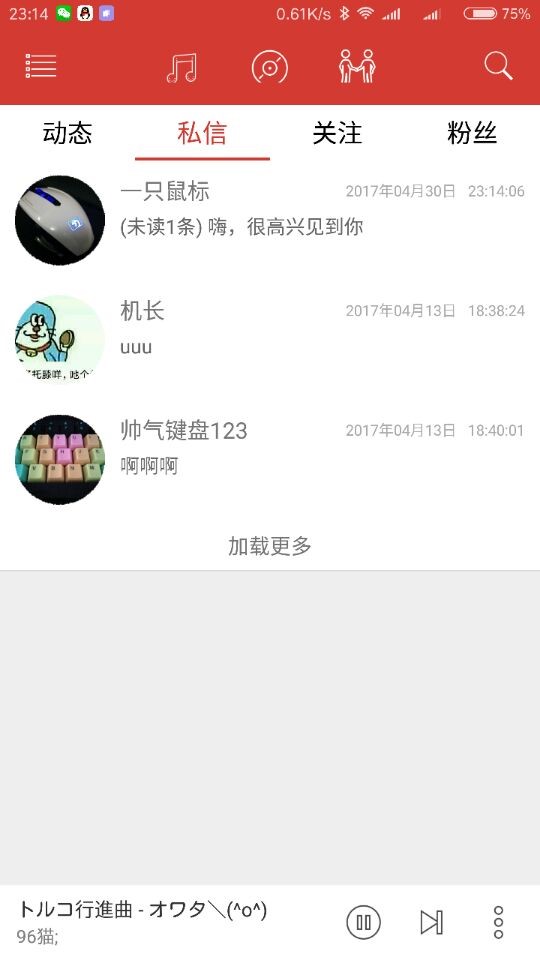 23:14 0.61K/s 75%
动态 私信 关注 粉丝
一只鼠标 2017年04月30日 23:14:06
(未读1条) 嗨，很高兴见到你
机长 2017年04月13日 18:38:24
uuu
帅气键盘123 2017年04月13日 18:40:01
啊啊啊
加载更多
トルコ行進曲 - オワタ＼(^o^)
96猫;